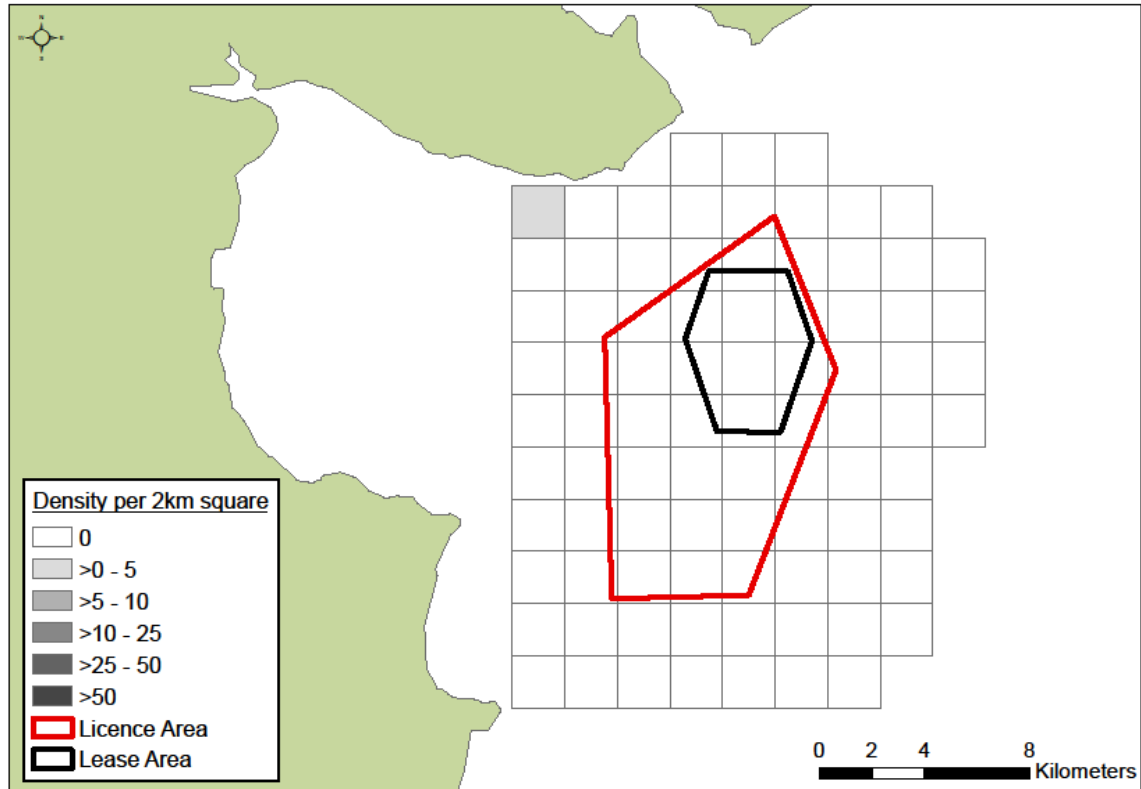 N
W E
S
Density per 2km square
0
>0 - 5
>5 - 10
>10 - 25
>25 - 50
>50
Licence Area
Lease Area
0 2 4 8
Kilometers